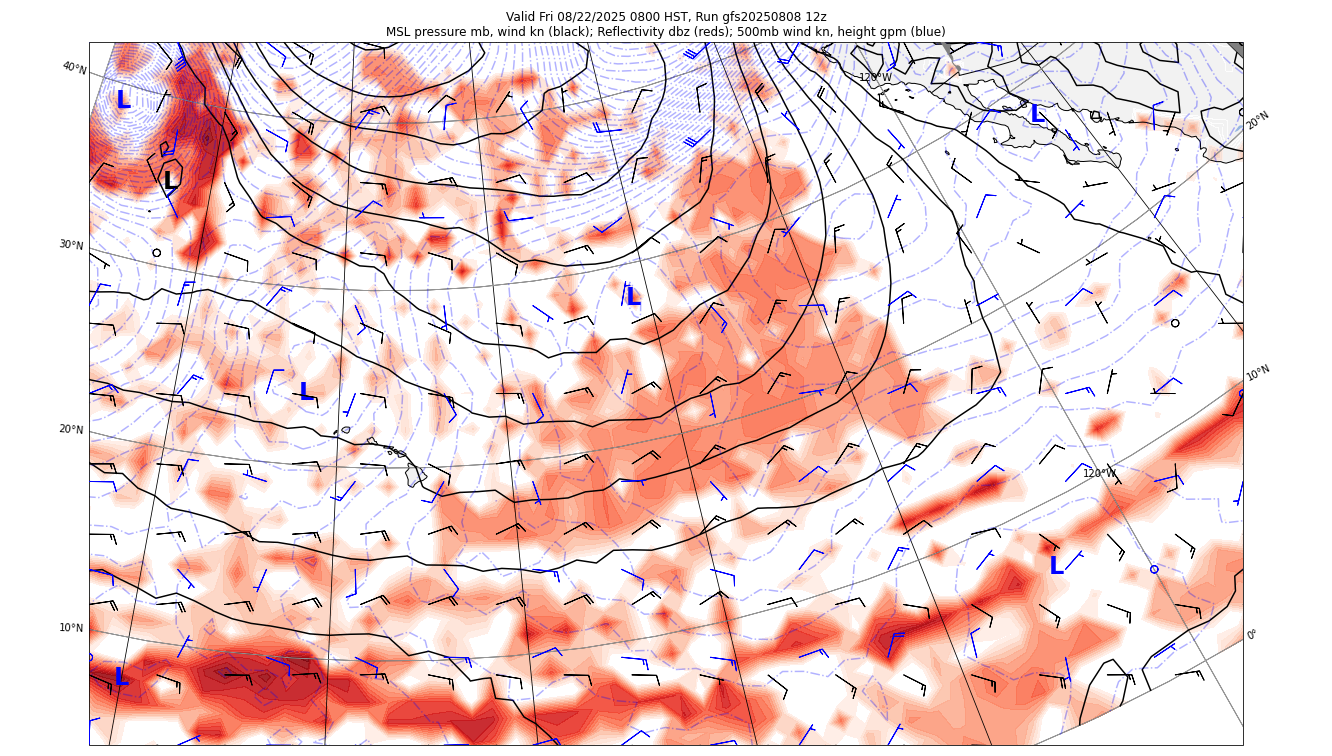 Valid Fri 08/22/2025 0800 HST, Run gfs20250808 12z
MSL pressure mb, wind kn (black); Reflectivity dbz (reds); 500mb wind kn, height gpm (blue)
40°N
120°W
L
L
20°N
L
30°N
L
10°N
L
20°N
120°W
L
10°N
0°
L